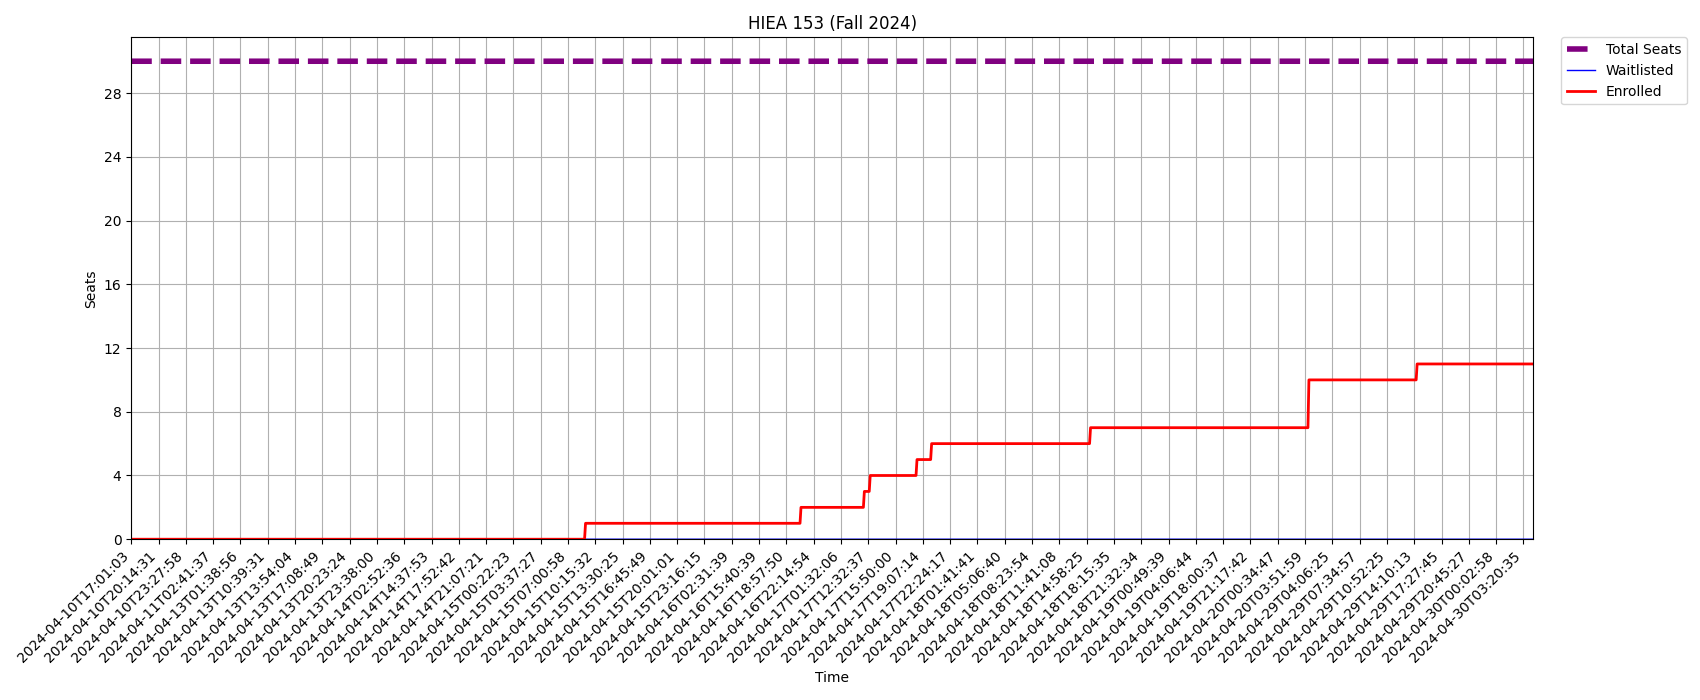 HIEA 153 (Fall 2024)
Total Seats
Waitlisted
Enrolled
28
24
20
16
12
8
4
0
Seats
2024-04-10T17:01:03
2024-04-10T20:14:31
2024-04-10T23:27:58
2024-04-11T02:41:37
2024-04-13T01:38:56
2024-04-13T10:39:31
2024-04-13T13:54:04
2024-04-13T17:08:49
2024-04-13T20:23:24
2024-04-13T23:38:00
2024-04-14T02:52:36
2024-04-14T14:37:53
2024-04-14T17:52:42
2024-04-14T21:07:21
2024-04-15T00:22:23
2024-04-15T03:37:27
2024-04-15T07:00:58
2024-04-15T10:15:32
2024-04-15T13:30:25
2024-04-15T16:45:49
2024-04-15T20:01:01
2024-04-15T23:16:15
2024-04-16T02:31:39
2024-04-16T15:40:39
2024-04-16T18:57:50
2024-04-16T22:14:54
2024-04-17T01:32:06
2024-04-17T12:32:37
2024-04-17T15:50:00
2024-04-17T19:07:14
2024-04-17T22:24:17
2024-04-18T01:41:41
2024-04-18T05:06:40
2024-04-18T08:23:54
2024-04-18T11:41:08
2024-04-18T14:58:25
2024-04-18T18:15:35
2024-04-18T21:32:34
2024-04-19T00:49:39
2024-04-19T04:06:44
2024-04-19T18:00:37
2024-04-19T21:17:42
2024-04-20T00:34:47
2024-04-20T03:51:59
2024-04-29T04:06:25
2024-04-29T07:34:57
2024-04-29T10:52:25
2024-04-29T14:10:13
2024-04-29T17:27:45
2024-04-29T20:45:27
2024-04-30T00:02:58
2024-04-30T03:20:35
Time